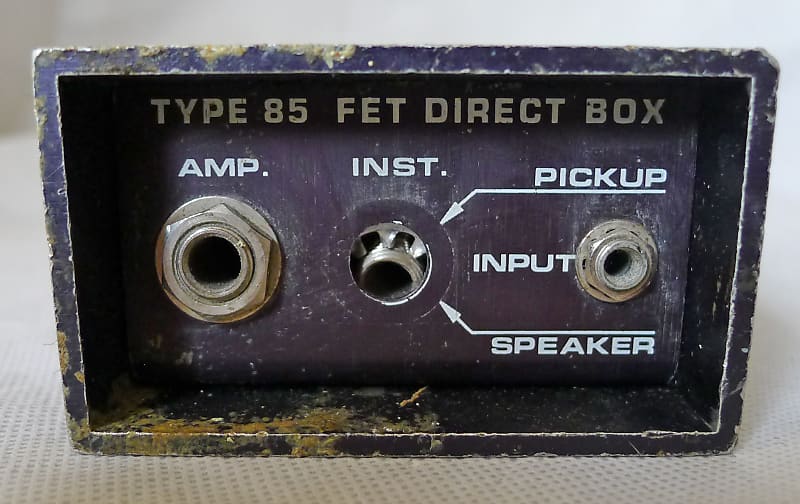 TYPE 85 FET DIRECT BOX
AMP. INST. PICKUP
INPUT
SPEAKER